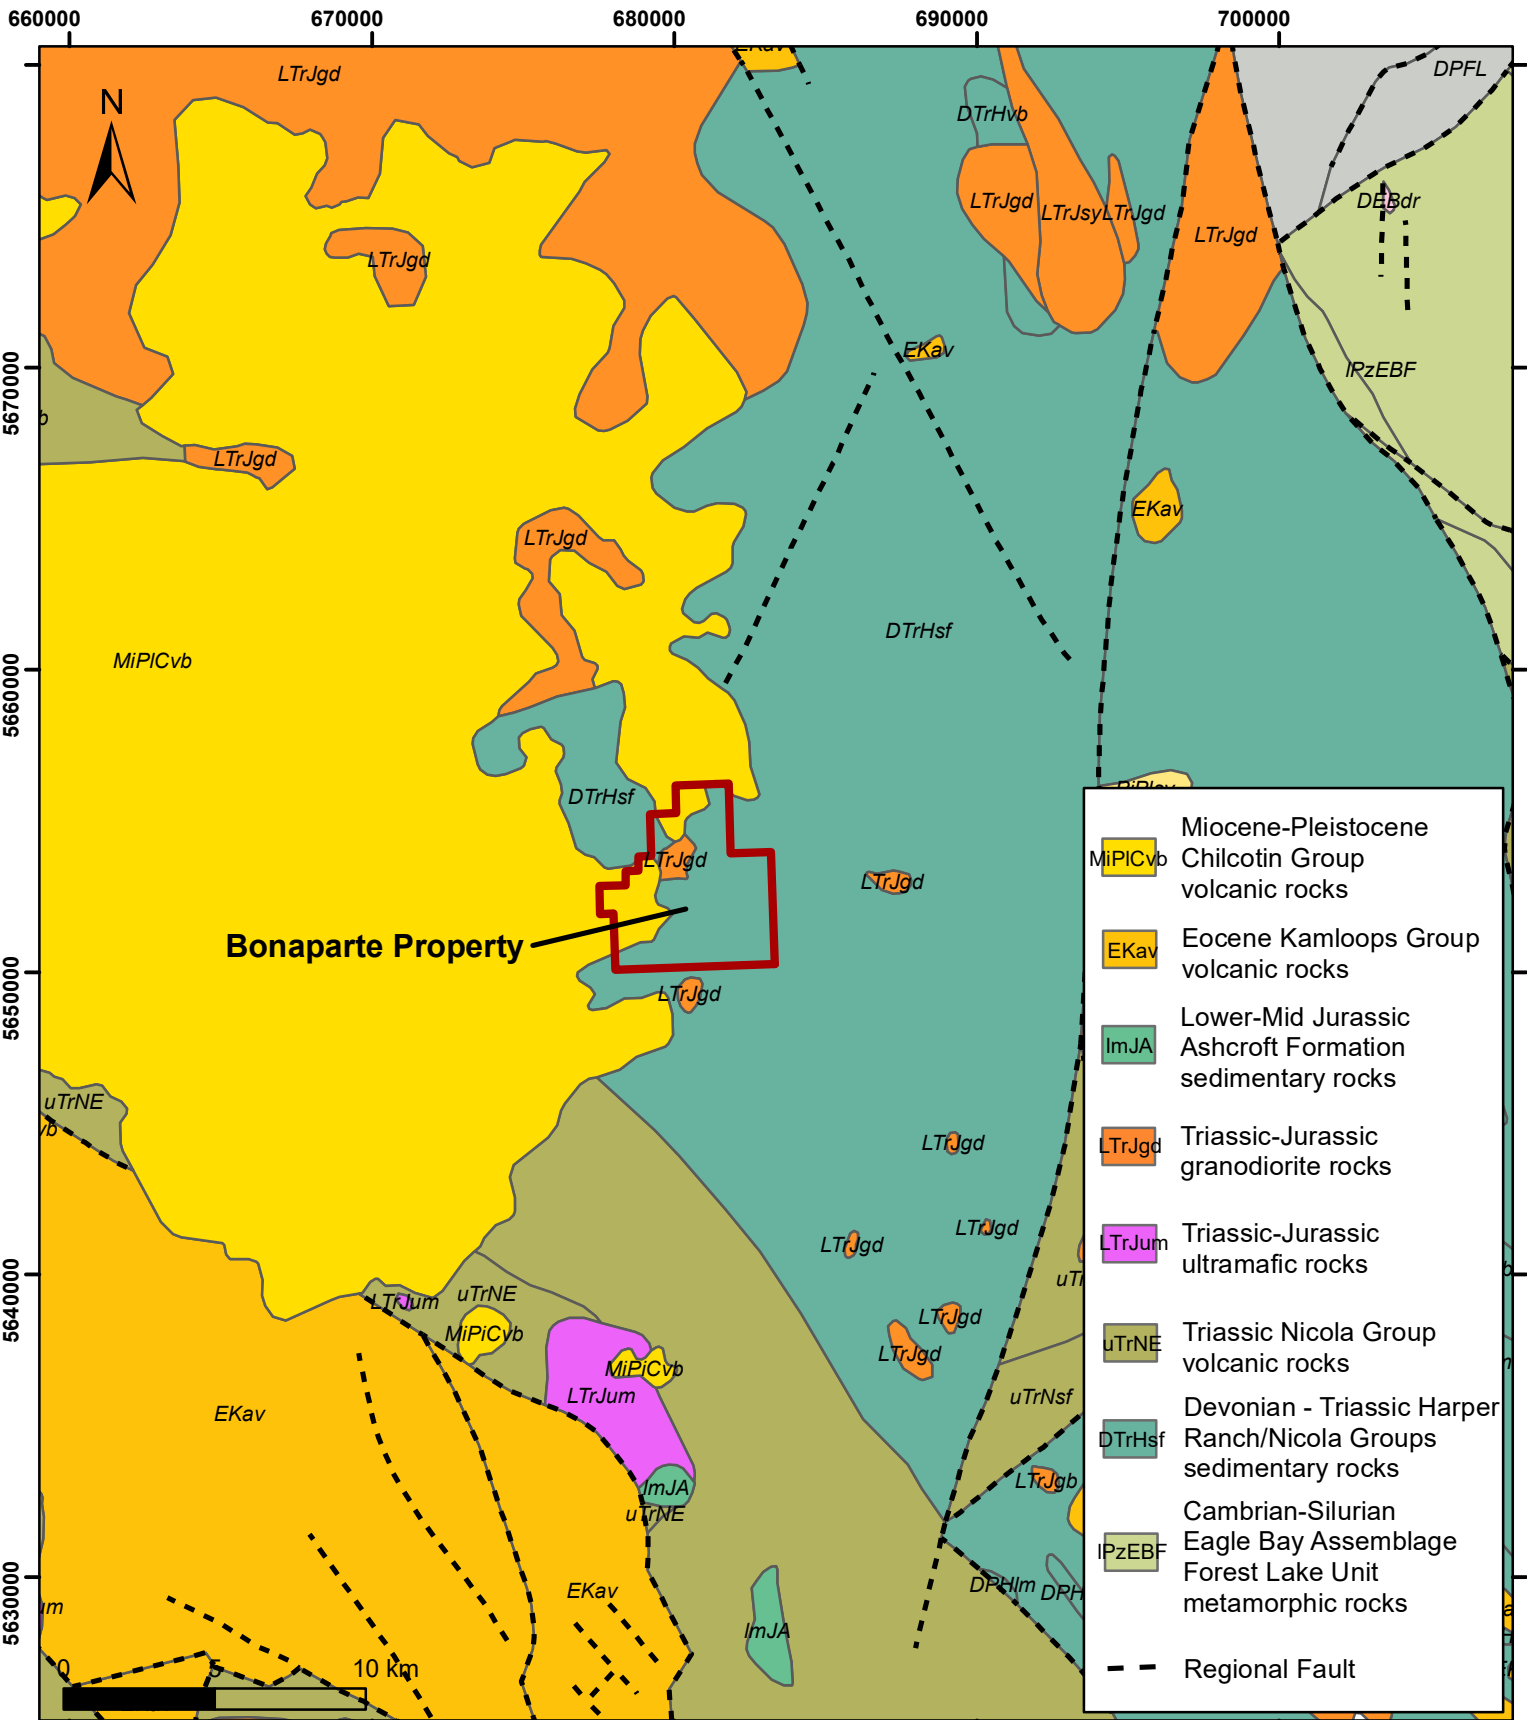 660000 670000 680000 690000 700000
EKav
LTrJgd
DPFL
N
DTrHvb
DEBdr
LTrJgd
LTrJsy LTrJgd
LTrJgd
LTrJgd
EKav
lPzEBF
5670000
b
LTrJgd
EKav
LTrJgd
DTrHsf
MiPlCvb
5660000
DTrHsf
LTrJgd
LTrJgd
Bonaparte Property
5650000
LTrJgd
uTrNE
vb
LTrJgd
LTrJgd
LTrJgd
5640000
uTr
LTrJum
uTrNE
LTrJgd
MiPiCvb
LTrJgd
MiPiCvb
LTrJum
uTrNsf
EKav
LTrJgb
lmJA
uTrNE
5630000
EKav
DPHlm DPH
lmJA
0 5 10 km
MiPlCvb
Miocene-Pleistocene
Chilcotin Group
volcanic rocks
EKav
Eocene Kamloops Group
volcanic rocks
lmJA
Lower-Mid Jurassic
Ashcroft Formation
sedimentary rocks
LTrJgd
Triassic-Jurassic
granodiorite rocks
LTrJum
Triassic-Jurassic
ultramafic rocks
uTrNE
Triassic Nicola Group
volcanic rocks
DTrHsf
Devonian - Triassic Harper
Ranch/Nicola Groups
sedimentary rocks
lPzEBF
Cambrian-Silurian
Eagle Bay Assemblage
Forest Lake Unit
metamorphic rocks
Regional Fault